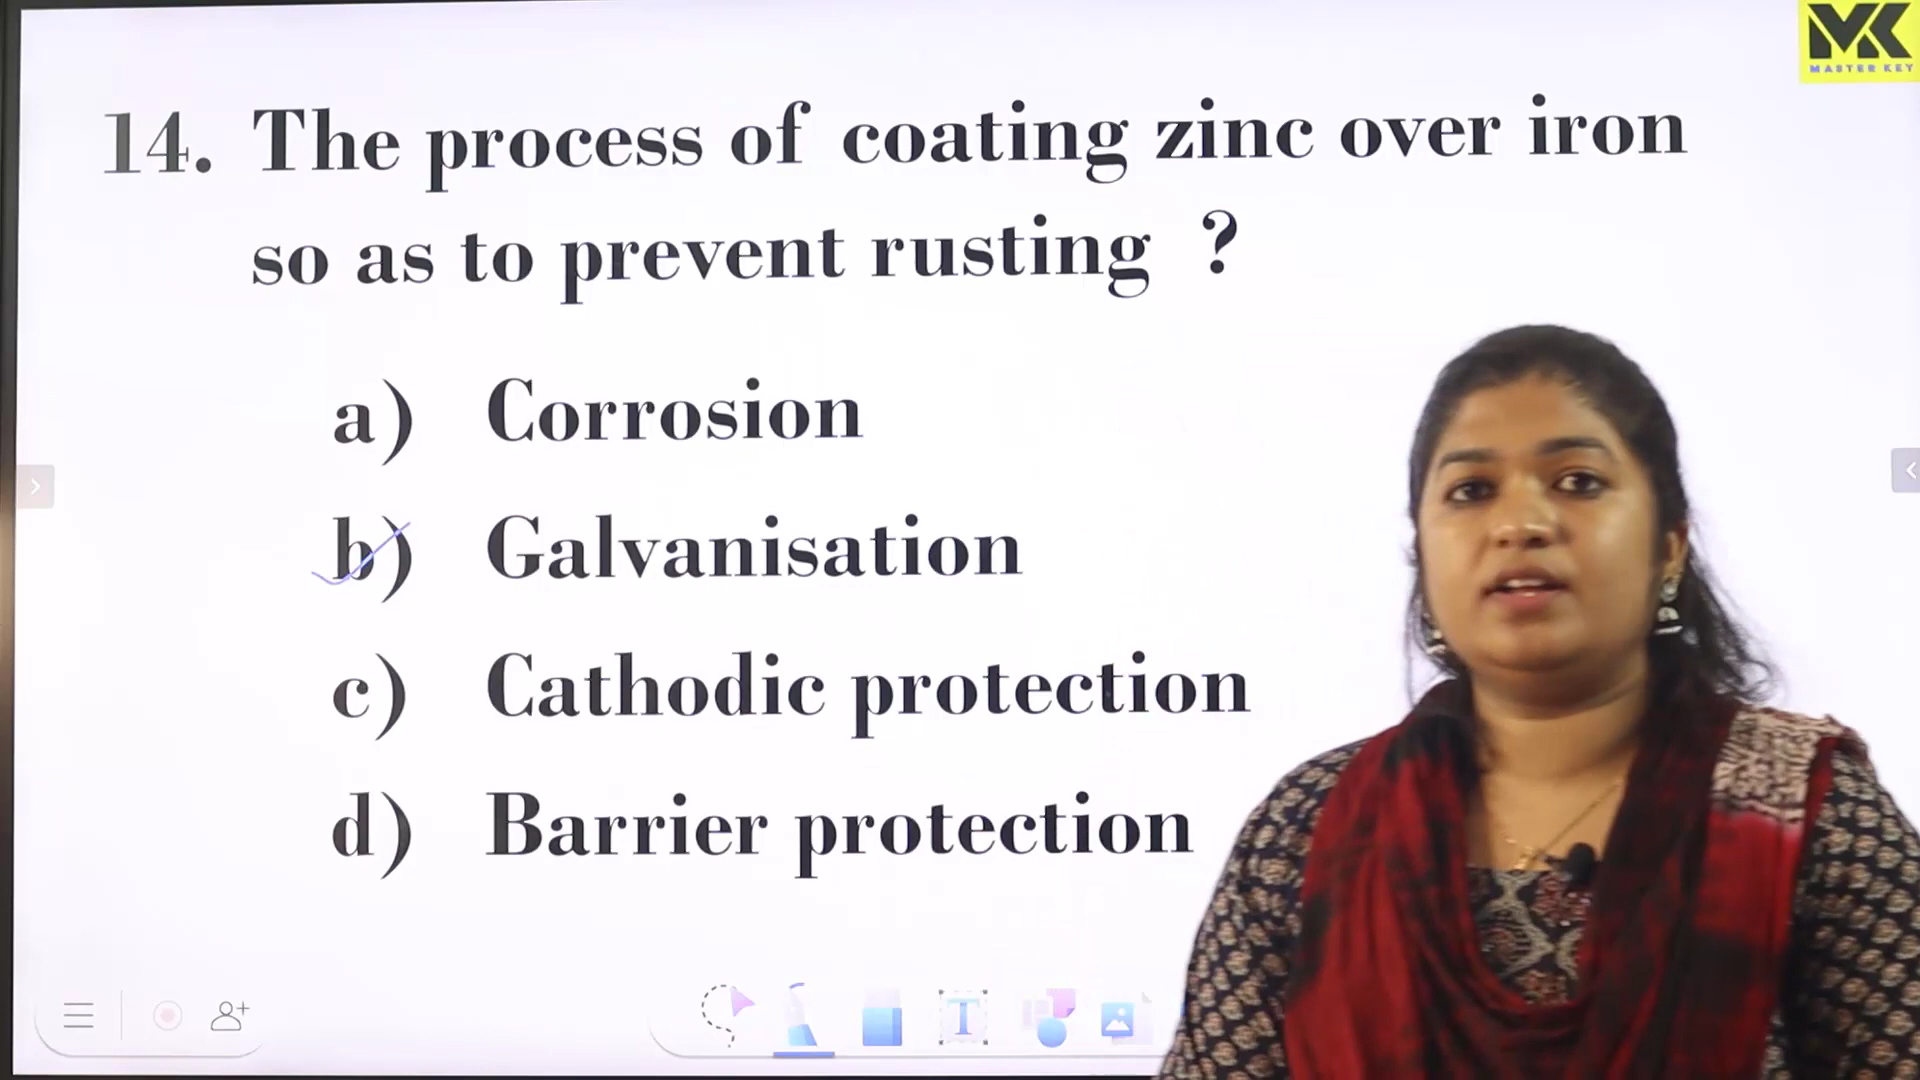 MK
MASTER KEY
14. The process of coating zinc over iron
so as to prevent rusting ?
a) Corrosion
b) Galvanisation
c) Cathodic protection
d) Barrier protection
T